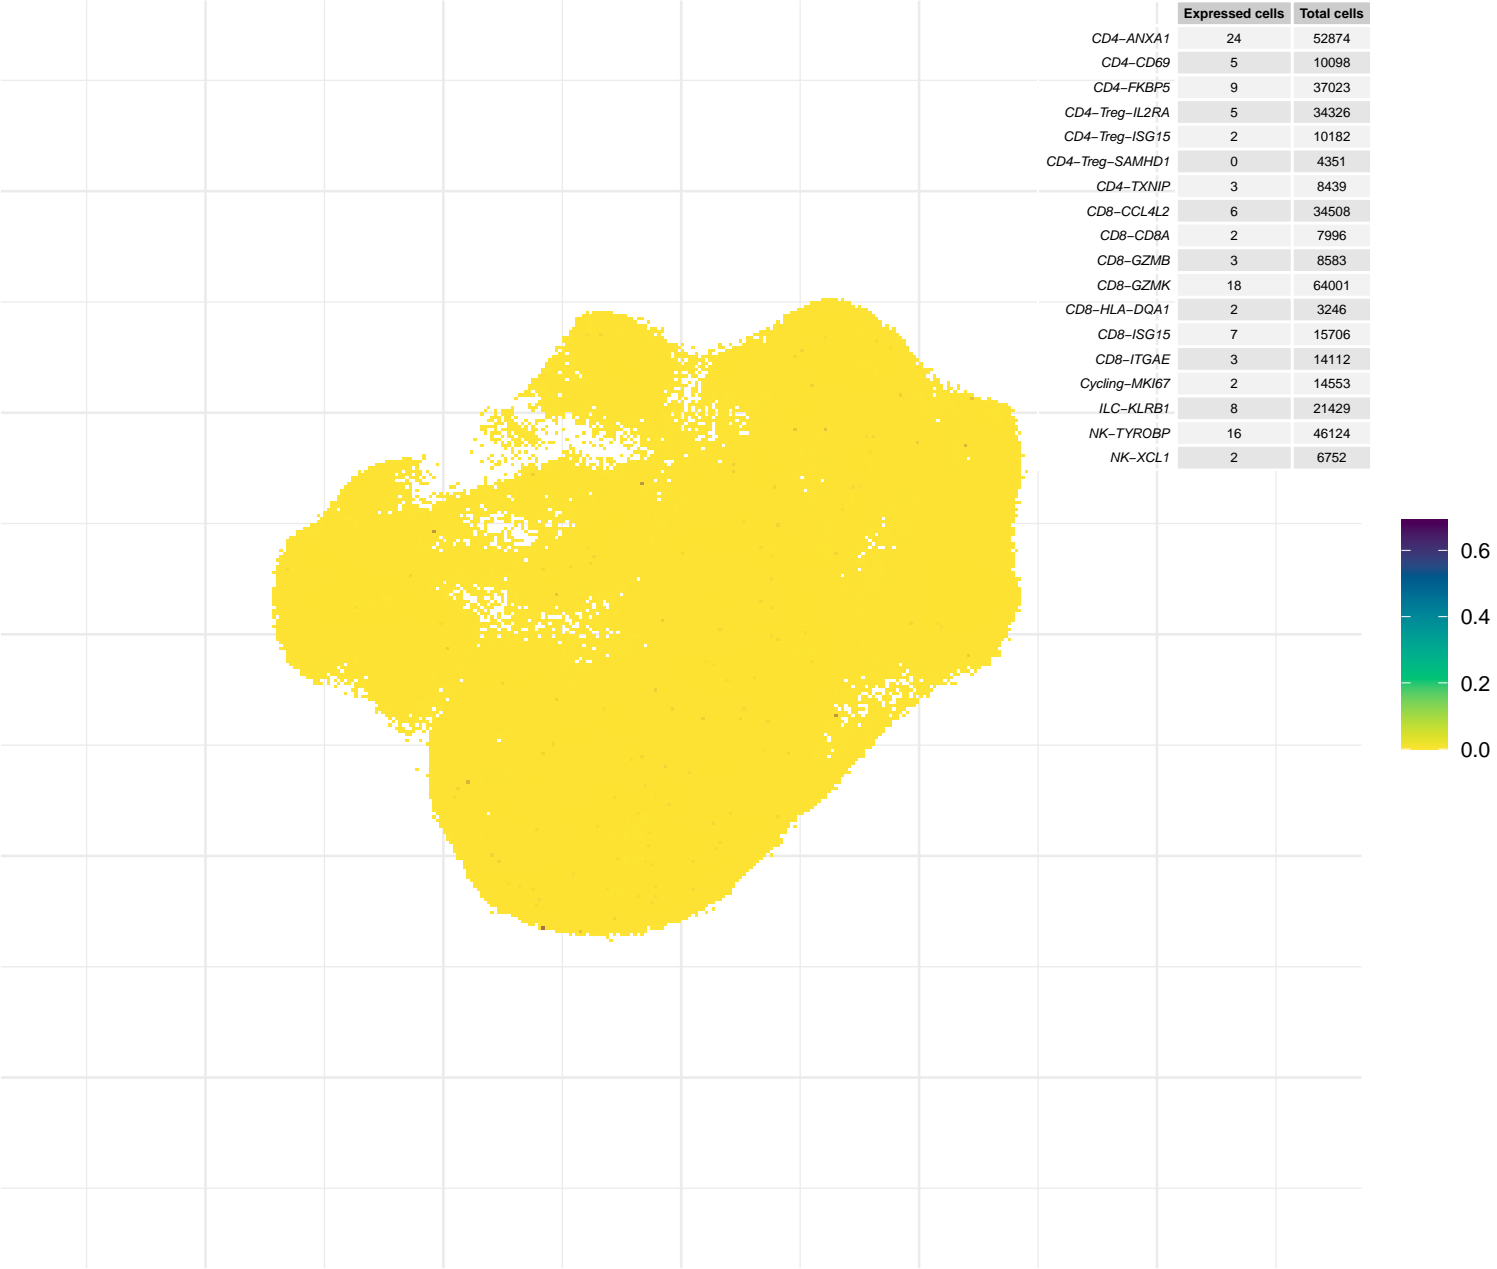 Expressed cells Total cells
CD4−ANXA1 24 52874
CD4−CD69 5 10098
CD4−FKBP5 9 37023
CD4−Treg−IL2RA 5 34326
CD4−Treg−ISG15 2 10182
CD4−Treg−SAMHD1 0 4351
CD4−TXNIP 3 8439
CD8−CCL4L2 6 34508
CD8−CD8A 2 7996
CD8−GZMB 3 8583
CD8−GZMK 18 64001
CD8−HLA−DQA1 2 3246
CD8−ISG15 7 15706
CD8−ITGAE 3 14112
Cycling−MKI67 2 14553
ILC−KLRB1 8 21429
NK−TYROBP 16 46124
NK−XCL1 2 6752
0.6
0.4
0.2
0.0